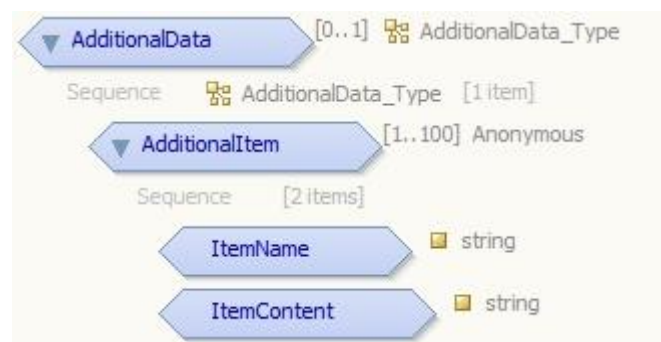 AdditionalData [0..1] AdditionalData_Type
Sequence AdditionalData_Type [1 item]
AdditionalItem [1..100] Anonymous
Sequence [2 items]
ItemName string
ItemContent string